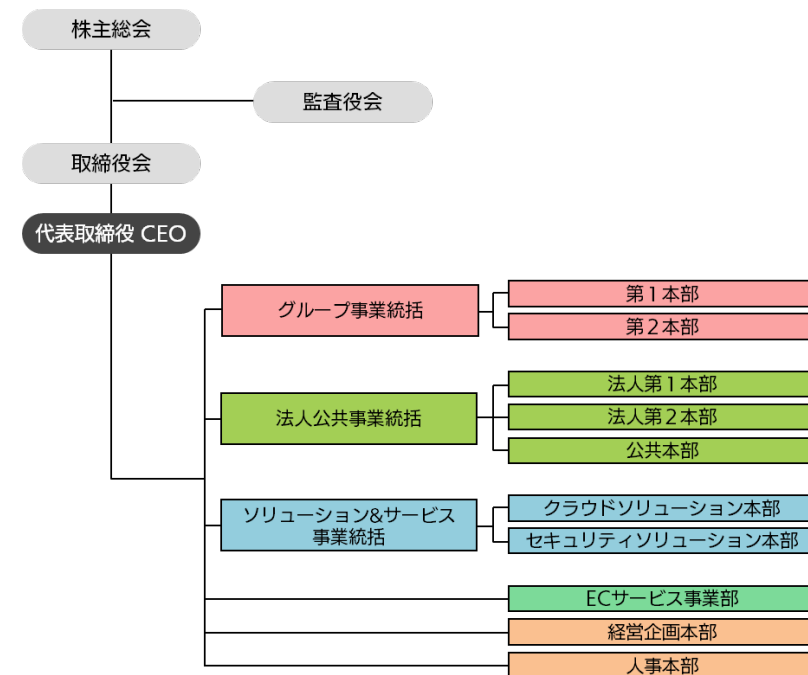 株主総会
監査役会
取締役会
代表取締役 CEO
グループ事業統括
第1本部
第2本部
法人公共事業統括
法人第1本部
法人第2本部
公共本部
ソリューション&サービス
事業統括
クラウドソリューション本部
セキュリティソリューション本部
ECサービス事業部
経営企画本部
人事本部